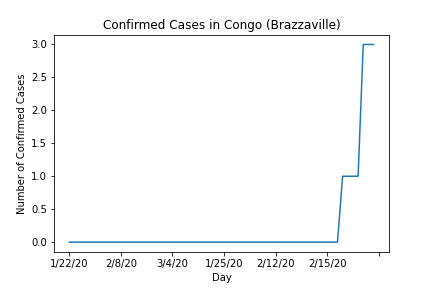 Confirmed Cases in Congo (Brazzaville)
3.0
2.5
2.0
1.5
1.0
0.5
0.0
Number of Confirmed Cases
1/22/20 2/8/20 3/4/20 1/25/20 2/12/20 2/15/20
Day